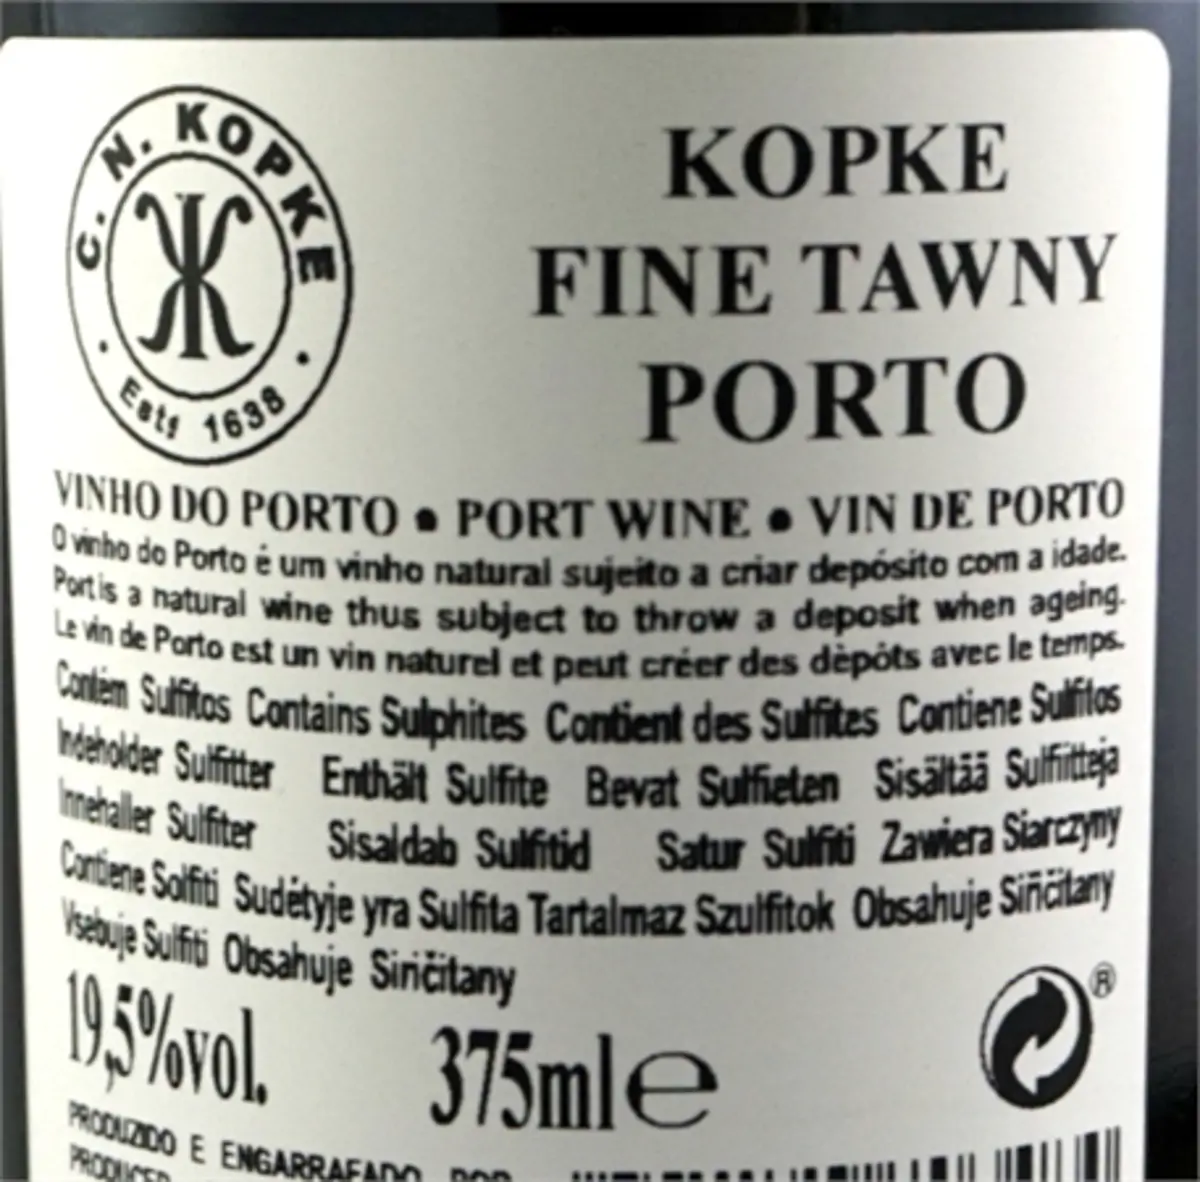 C. N. KOPKE
Estd 1638
KOPKE
FINE TAWNY
PORTO
VINHO DO PORTO • PORT WINE • VIN DE PORTO
O vinho do Porto é um vinho natural sujeito a criar depósito com a idade.
Port is a natural wine thus subject to throw a deposit when ageing.
Le vin de Porto est un vin naturel et peut créer des dèpôts avec le temps.
Contém Sulfitos Contains Sulphites Contient des Sulfites Contiene Sulfitos
Indeholder Sulfitter Enthält Sulfite Bevat Sulfieten Sisältää Sulfiitteja
Innehaller Sulfiter Sisaldab Sulfitid Satur Sulfiti Zawiera Siarczyny
Contiene Solfiti Sudétyje yra Sulfita Tartalmaz Szulfitok Obsahuje Siřičitany
Vsebuje Sulfiti Obsahuje Siričitany
19,5%vol. 375ml e
®
PRODUZIDO E ENGARRAFADO POR
PRODUCED